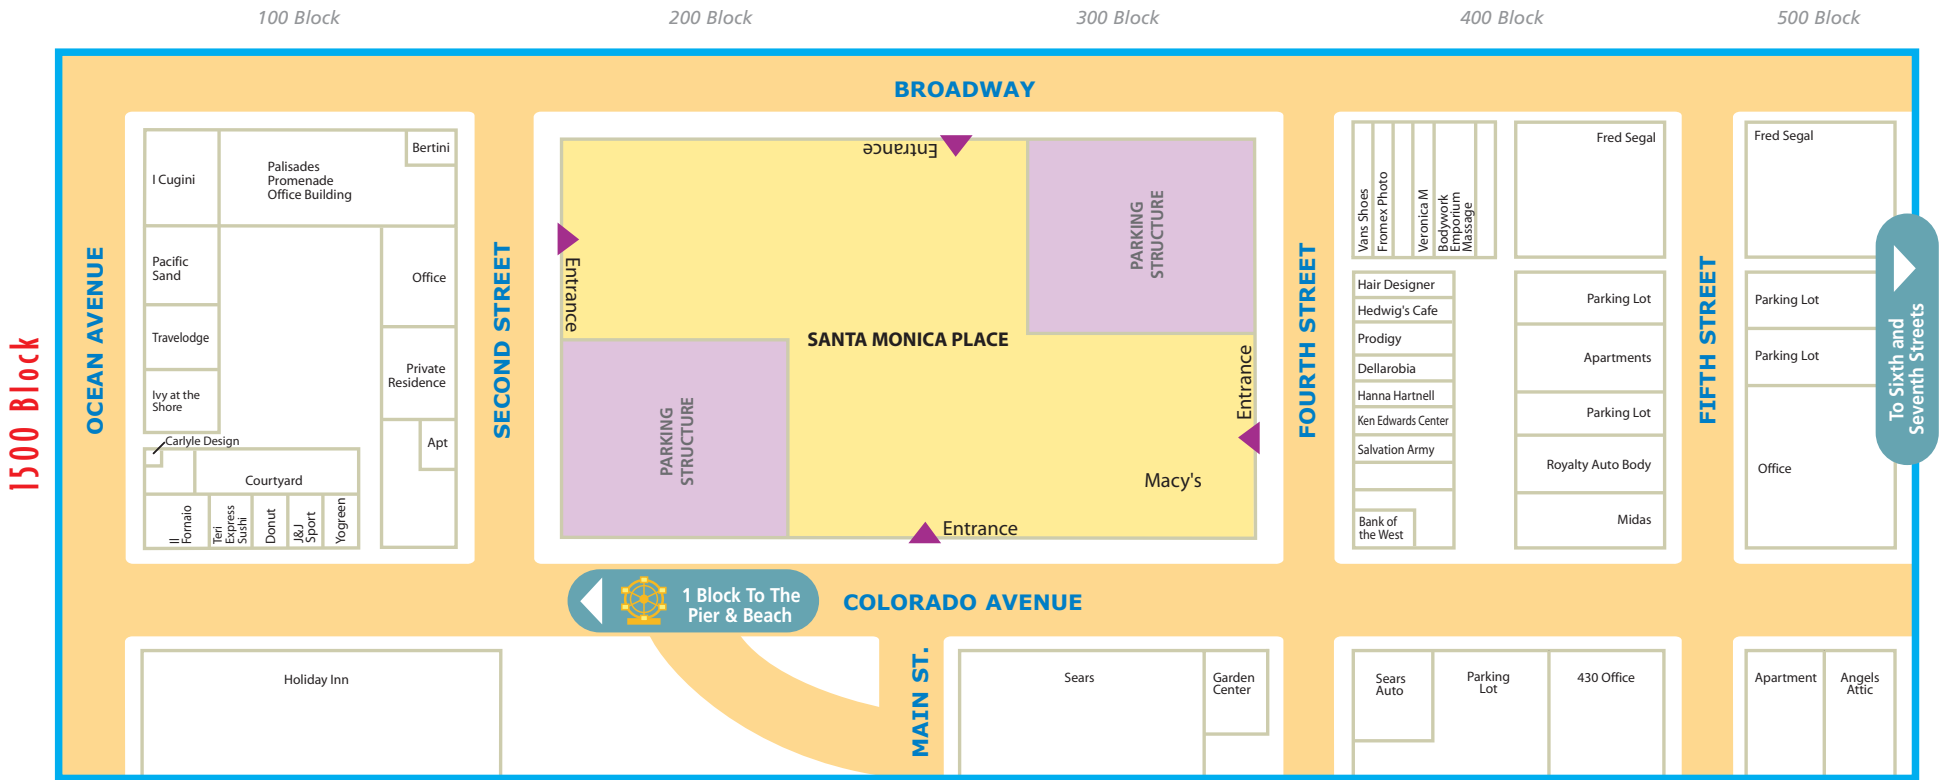 100 Block
200 Block
300 Block
400 Block
500 Block
1500 Block
BROADWAY
OCEAN AVENUE
SECOND STREET
FOURTH STREET
FIFTH STREET
COLORADO AVENUE
MAIN ST.
I Cugini
Palisades
Promenade
Office Building
Bertini
Pacific
Sand
Office
Travelodge
Private
Residence
Ivy at the
Shore
Apt
Carlyle Design
Courtyard
Il
Fornaio
Teri
Express
Sushi
Donut
J&J
Sport
Yogreen
Entrance
Entrance
PARKING
STRUCTURE
SANTA MONICA PLACE
PARKING
STRUCTURE
Entrance
Macy's
Entrance
Vans Shoes
Fromex Photo
Veronica M
Bodywork
Emporium
Massage
Fred Segal
Hair Designer
Hedwig's Cafe
Prodigy
Dellarobia
Hanna Hartnell
Ken Edwards Center
Salvation Army
Bank of
the West
Parking Lot
Apartments
Parking Lot
Royalty Auto Body
Midas
Fred Segal
Parking Lot
Parking Lot
Office
To Sixth and
Seventh Streets
1 Block To The
Pier & Beach
Holiday Inn
Sears
Garden
Center
Sears
Auto
Parking
Lot
430 Office
Apartment
Angels
Attic